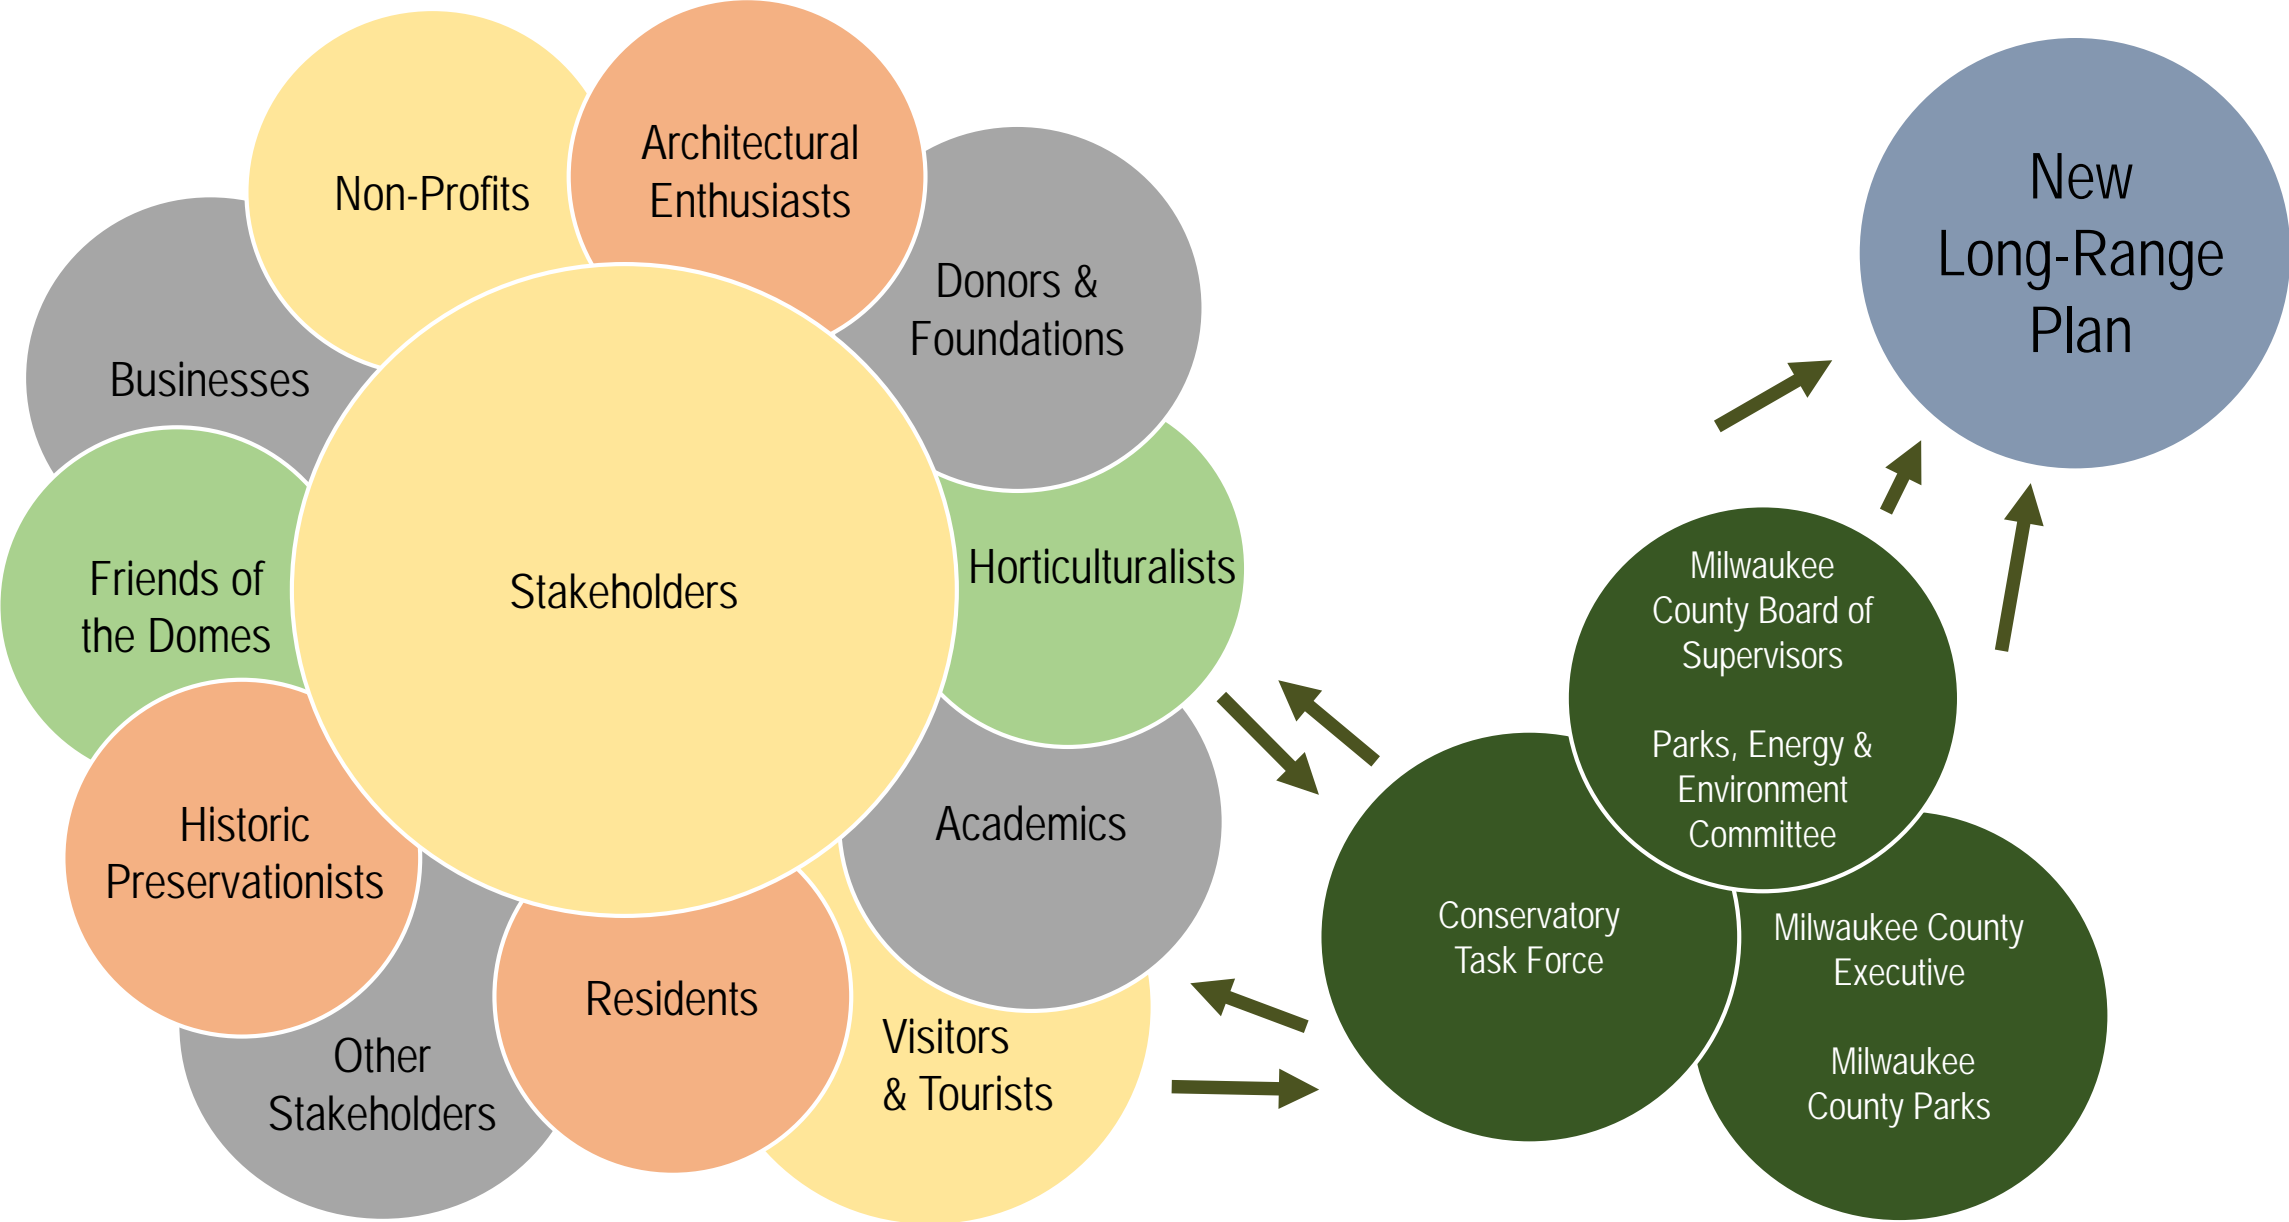 Non-Profits
Architectural
Enthusiasts
Donors &
Foundations
Businesses
Friends of
the Domes
Stakeholders
Horticulturalists
Historic
Preservationists
Academics
Other
Stakeholders
Residents
Visitors
& Tourists
New
Long-Range
Plan
Milwaukee
County Board of
Supervisors
Parks, Energy &
Environment
Committee
Conservatory
Task Force
Milwaukee County
Executive
Milwaukee
County Parks